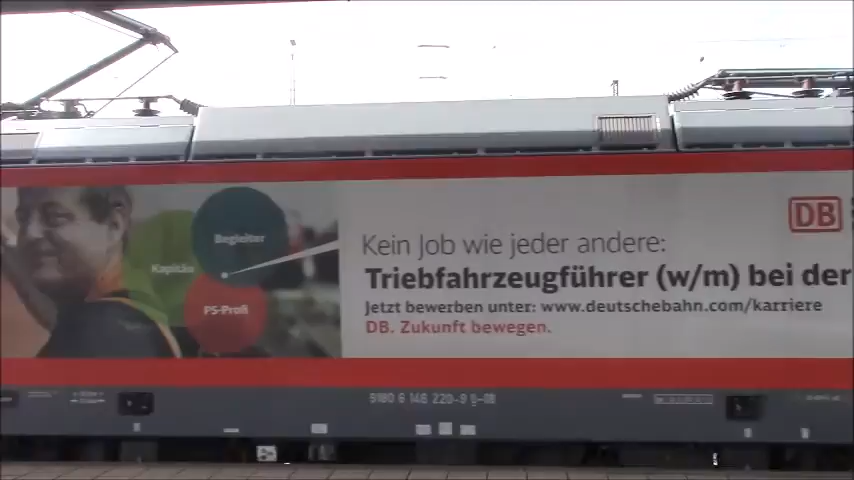 Begleiter
Kapitän
PS-Profi
DB
Kein Job wie jeder andere:
Triebfahrzeugführer (w/m) bei der
Jetzt bewerben unter: www.deutschebahn.com/karriere
DB. Zukunft bewegen.